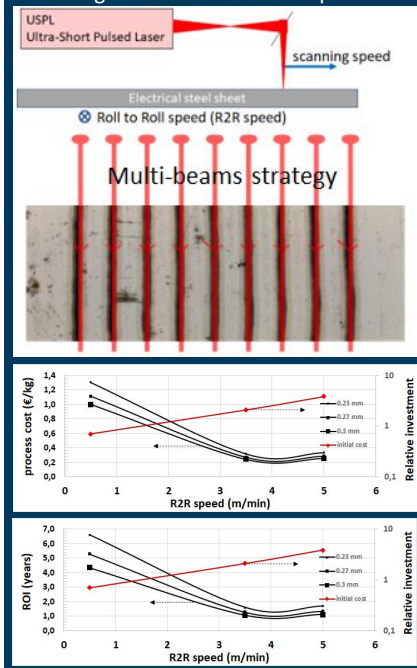 USPL
Ultra-Short Pulsed Laser
scanning speed
Electrical steel sheet
Roll to Roll speed (R2R speed)
Multi-beams strategy
1,4
1,2
1,0
0,8
0,6
0,4
0,2
0,0
process cost (€/kg)
0.23 mm
0.27 mm
0.3 mm
initial cost
10
1
0,1
Relative investment
0 1 2 3 4 5 6
R2R speed (m/min)
7,0
6,0
5,0
4,0
3,0
2,0
1,0
0,0
ROI (years)
0.23 mm
0.27 mm
0.3 mm
initial cost
10
1
0,1
Relative investment
0 1 2 3 4 5 6
R2R speed (m/min)